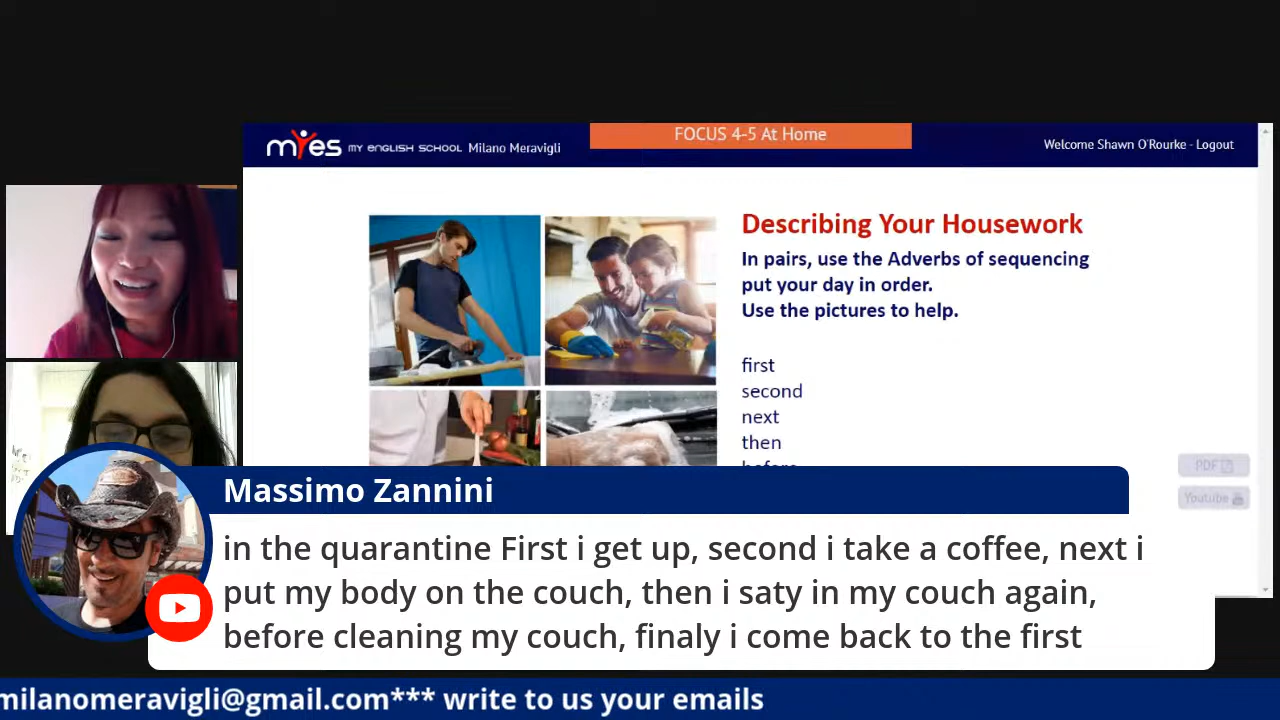 FOCUS 4-5 At Home
myes MY ENGLISH SCHOOL Milano Meravigli
Welcome Shawn O'Rourke - Logout
Describing Your Housework
In pairs, use the Adverbs of sequencing
put your day in order.
Use the pictures to help.
first
second
next
then
before
PDF
Youtube
Massimo Zannini
in the quarantine First i get up, second i take a coffee, next i
put my body on the couch, then i saty in my couch again,
before cleaning my couch, finaly i come back to the first
milanomeravigli@gmail.com*** write to us your emails